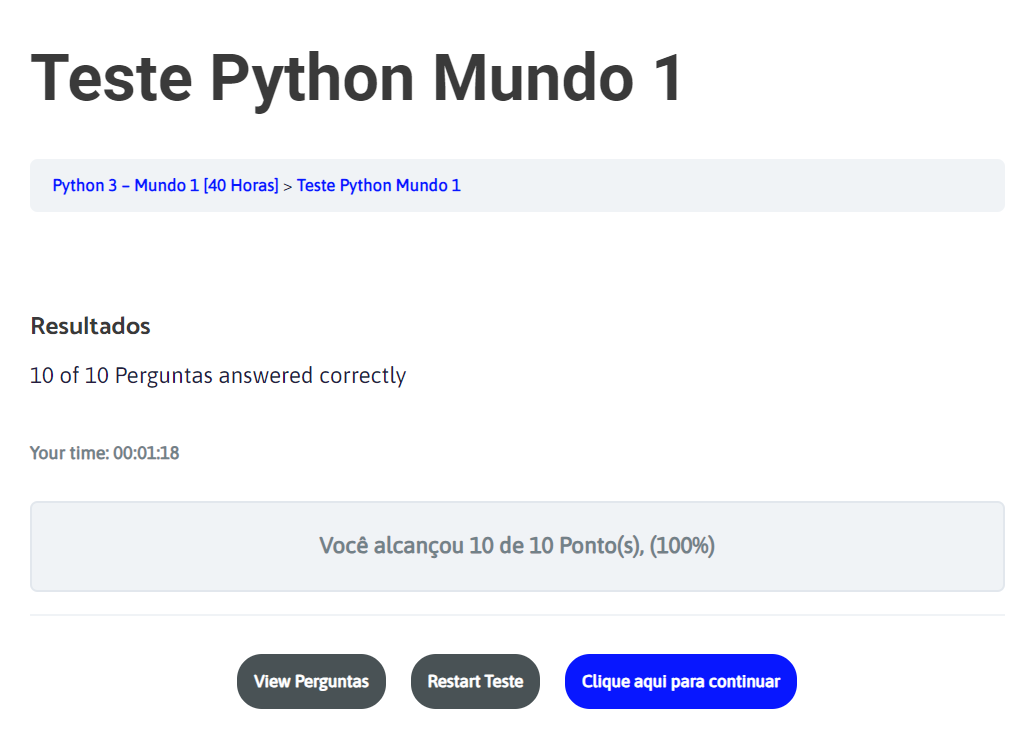 Teste Python Mundo 1
Python 3 – Mundo 1 [40 Horas] > Teste Python Mundo 1
Resultados
10 of 10 Perguntas answered correctly
Your time: 00:01:18
Você alcançou 10 de 10 Ponto(s), (100%)
View Perguntas Restart Teste Clique aqui para continuar